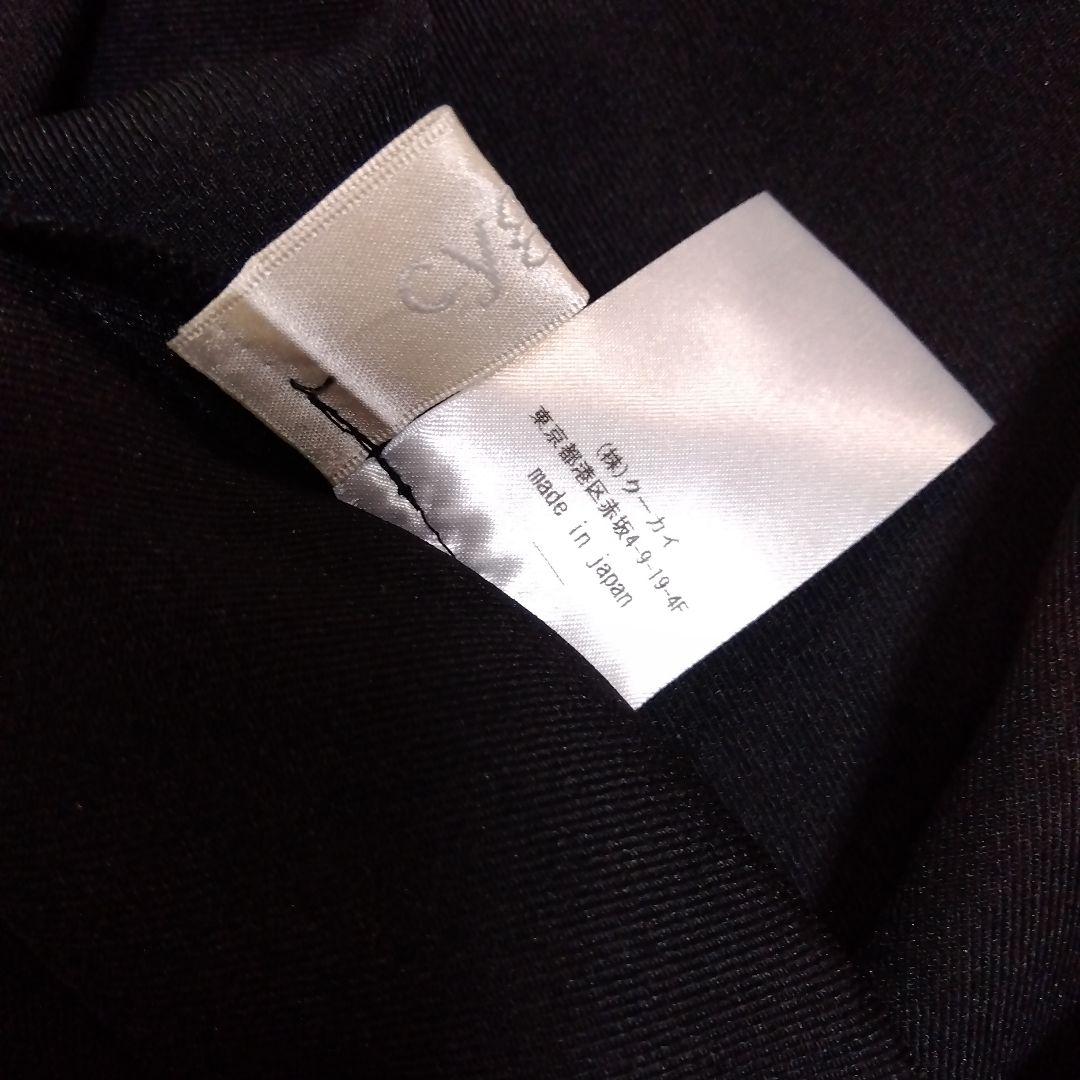 cy
(株)クーカイ
東京都港区赤坂4-9-19-4F
made in japan